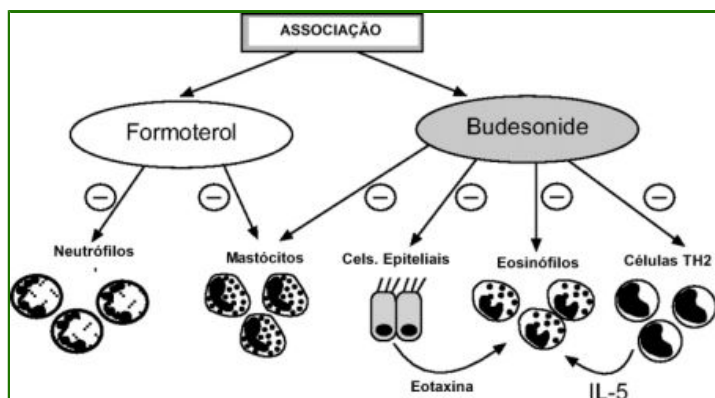 ASSOCIAÇÃO
Formoterol
Budesonide
Neutrófilos
Mastócitos
Cels. Epiteliais
Eosinófilos
Células TH2
Eotaxina
IL-5